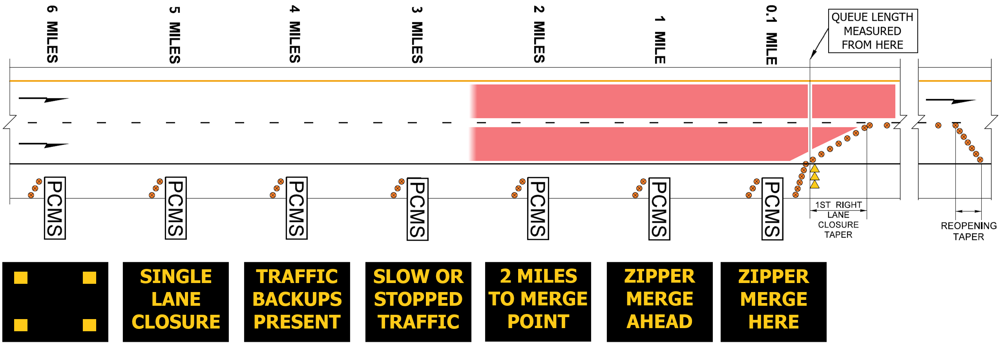 6 MILES
5 MILES
4 MILES
3 MILES
2 MILES
1 MILE
0.1 MILE
QUEUE LENGTH
MEASURED
FROM HERE
PCMS
PCMS
PCMS
PCMS
PCMS
PCMS
PCMS
1ST RIGHT
LANE
CLOSURE
TAPER
REOPENING
TAPER
SINGLE
LANE
CLOSURE
TRAFFIC
BACKUPS
PRESENT
SLOW OR
STOPPED
TRAFFIC
2 MILES
TO MERGE
POINT
ZIPPER
MERGE
AHEAD
ZIPPER
MERGE
HERE